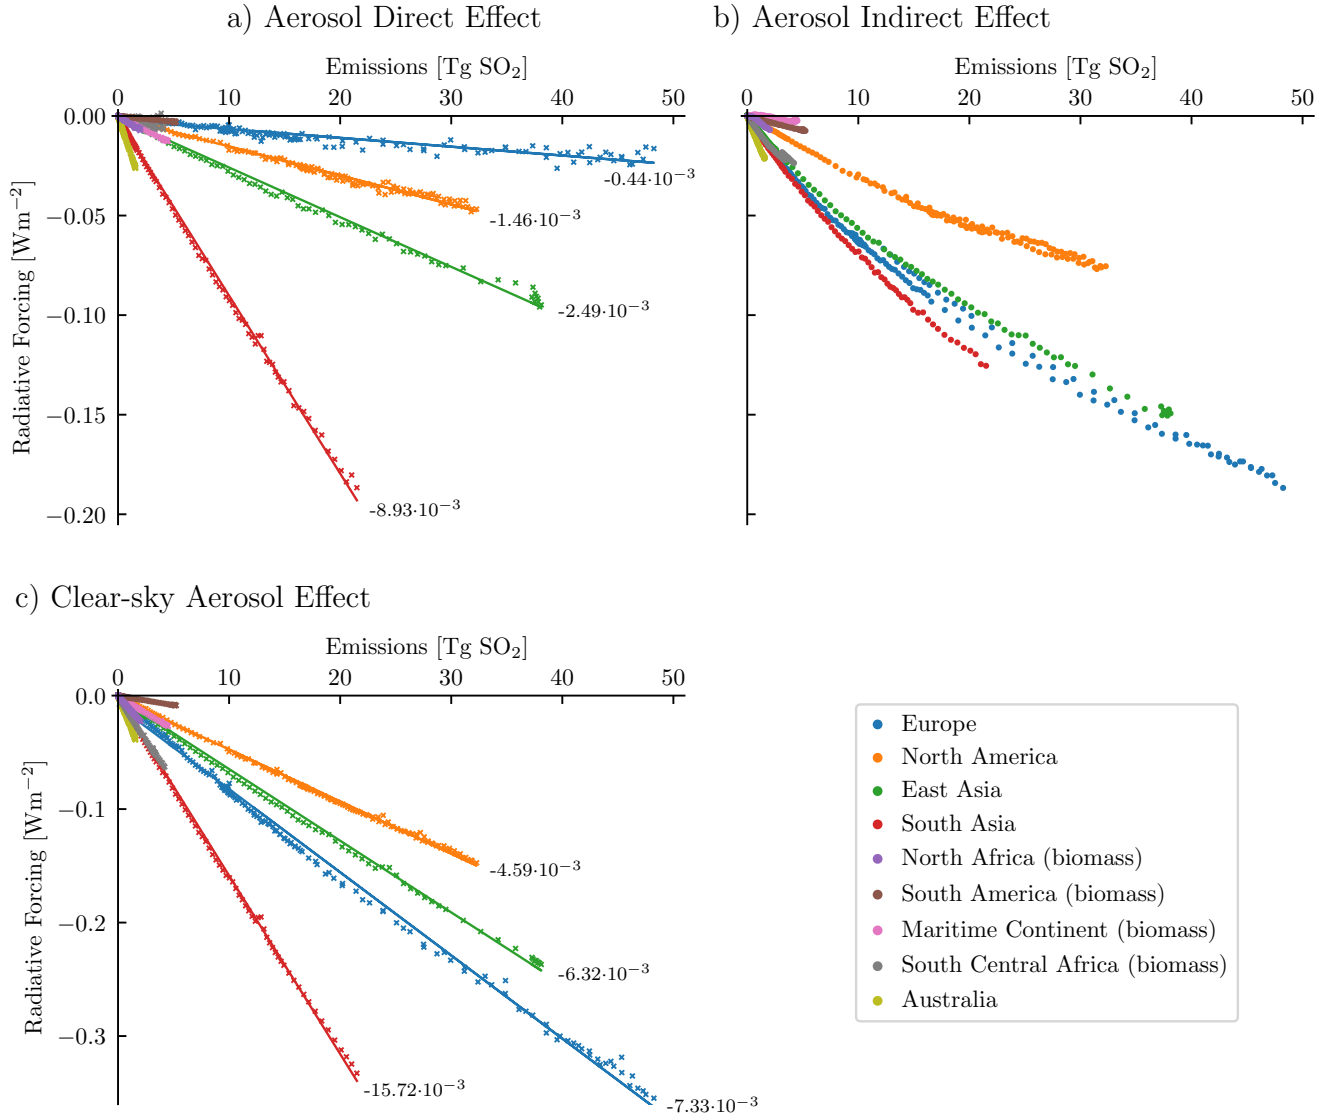 a) Aerosol Direct Effect
b) Aerosol Indirect Effect
Emissions [Tg SO₂]
Emissions [Tg SO₂]
0 10 20 30 40 50
0 10 20 30 40 50
0.00
−0.05
−0.10
−0.15
−0.20
Radiative Forcing [Wm⁻²]
-0.44·10⁻³
-1.46·10⁻³
-2.49·10⁻³
-8.93·10⁻³
c) Clear-sky Aerosol Effect
Emissions [Tg SO₂]
0 10 20 30 40 50
0.0
−0.1
−0.2
−0.3
Radiative Forcing [Wm⁻²]
-4.59·10⁻³
-6.32·10⁻³
-15.72·10⁻³
-7.33·10⁻³
Europe
North America
East Asia
South Asia
North Africa (biomass)
South America (biomass)
Maritime Continent (biomass)
South Central Africa (biomass)
Australia